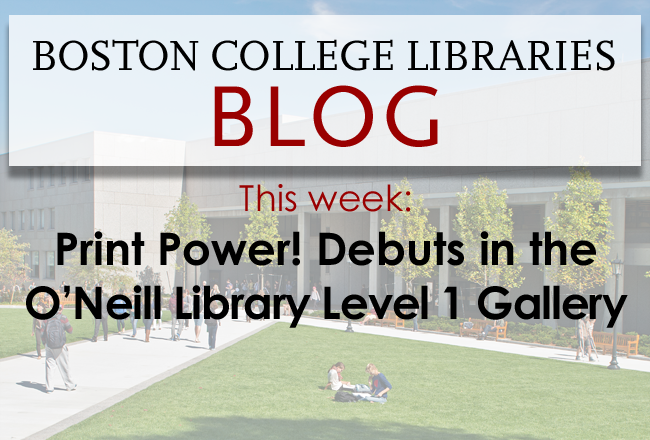 BOSTON COLLEGE LIBRARIES
BLOG
This week:
Print Power! Debuts in the
O’Neill Library Level 1 Gallery